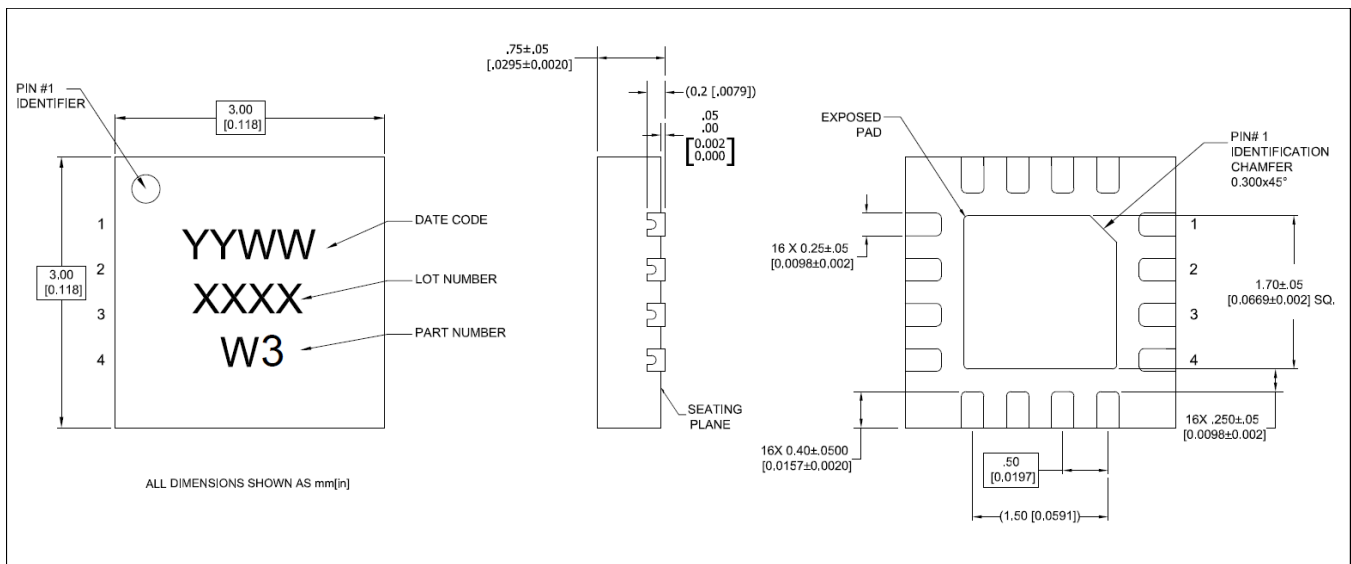 PIN #1
IDENTIFIER
3.00
[0.118]
3.00
[0.118]
1
2
3
4
YYWW
XXXX
W3
DATE CODE
LOT NUMBER
PART NUMBER
ALL DIMENSIONS SHOWN AS mm[in]
.75±.05
[.0295±0.0020]
(0.2 [.0079])
.05
.00
[0.002
0.000]
SEATING
PLANE
EXPOSED
PAD
PIN# 1
IDENTIFICATION
CHAMFER
0.300x45°
16 X 0.25±.05
[0.0098±0.002]
1
2
3
4
1.70±.05
[0.0669±0.002] SQ.
16X 0.40±.0500
[0.0157±0.0020]
.50
[0.0197]
(1.50 [0.0591])
16X .250±.05
[0.0098±0.002]